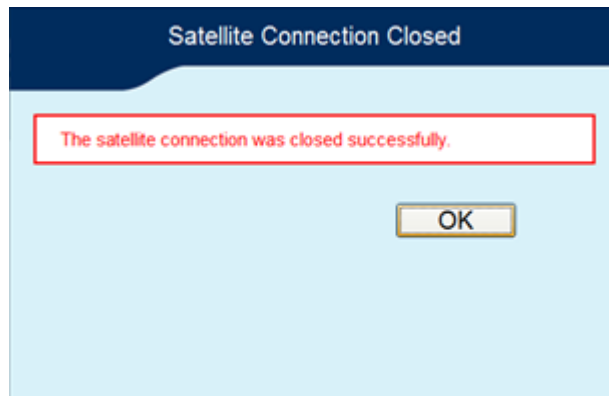 Satellite Connection Closed
The satellite connection was closed successfully.
OK